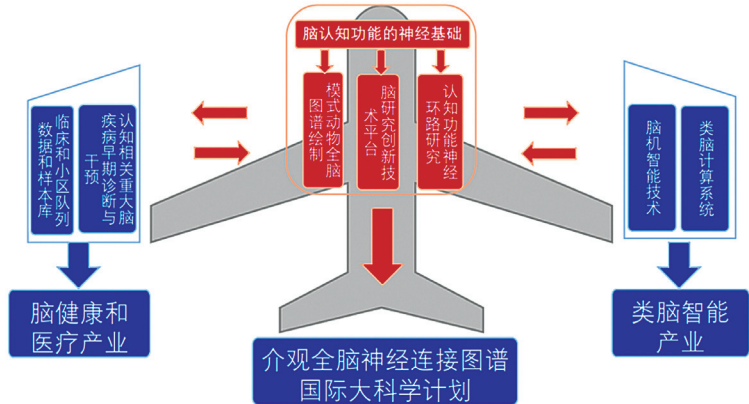 脑认知功能的神经基础
模式动物全脑
图谱绘制
脑研究创新技
术平台
认知功能神经
环路研究
临床和小区队列
数据和样本库
认知相关重大脑
疾病早期诊断与
干预
脑机智能技术
类脑计算系统
脑健康和
医疗产业
介观全脑神经连接图谱
国际大科学计划
类脑智能
产业